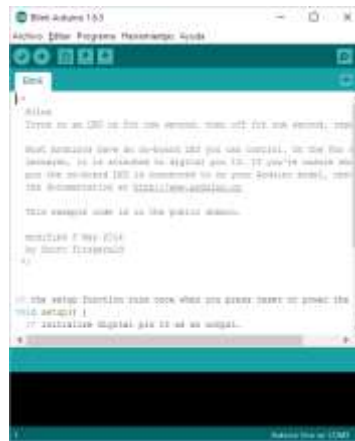 Blink Arduino 1.6.3
Archivo Editar Programa Herramientas Ayuda
Blink
/*
Blink
Turns on an LED on for one second, then off for one second,
Most Arduinos have an on-board LED you can control. On the Uno
Leonardo, it is attached to digital pin 13. If you're unsure
pin the on-board LED is connected to on your Arduino model,
the documentation at
This example code is in the public domain.
modified 8 May 2014
by Scott Fitzgerald
*/
// the setup function runs once when you press reset or power the
void setup() {
// initialize digital pin 13 as an output.
1
Arduino Uno on